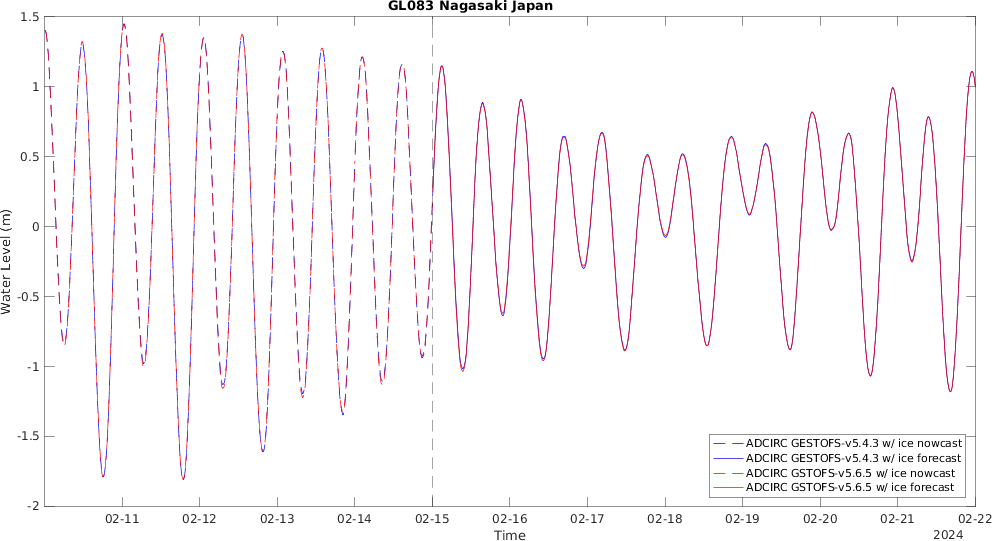 GL083 Nagasaki Japan
1.5
1
0.5
0
-0.5
-1
-1.5
-2
Water Level (m)
02-11 02-12 02-13 02-14 02-15 02-16 02-17 02-18 02-19 02-20 02-21 02-22
Time
2024
ADCIRC GESTOFS-v5.4.3 w/ ice nowcast
ADCIRC GESTOFS-v5.4.3 w/ ice forecast
ADCIRC GSTOFS-v5.6.5 w/ ice nowcast
ADCIRC GSTOFS-v5.6.5 w/ ice forecast